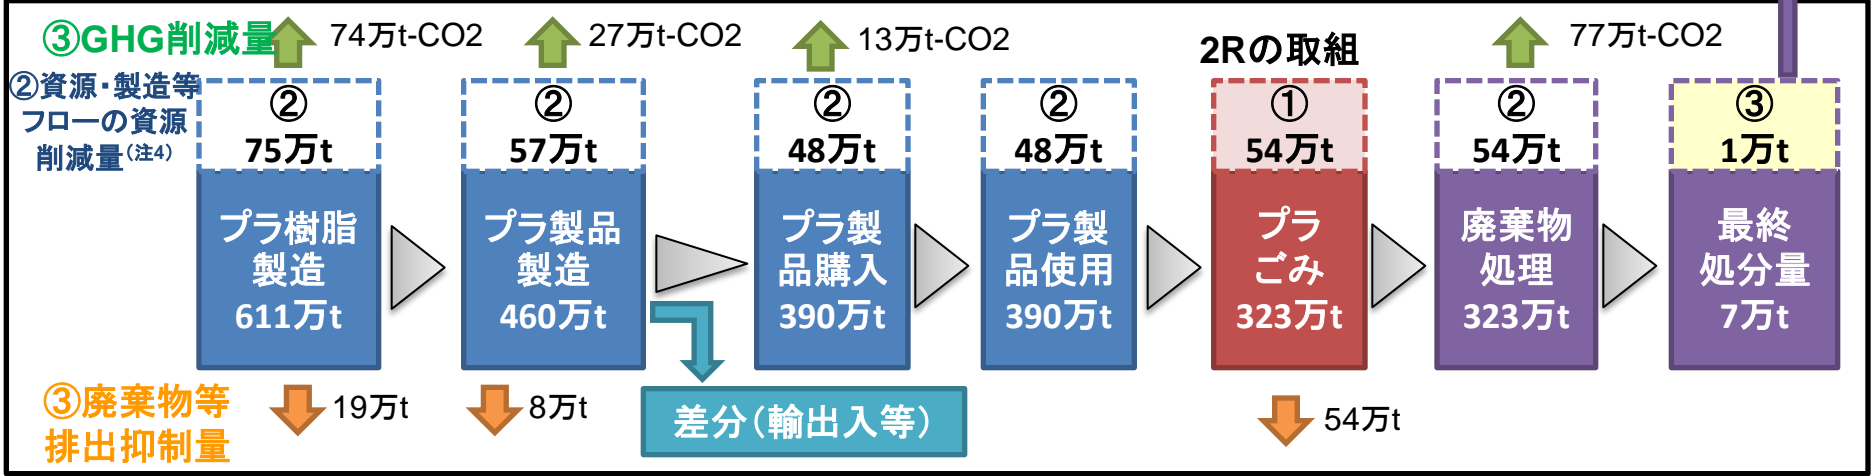 ③GHG削減量
74万t-CO2
27万t-CO2
13万t-CO2
2Rの取組
77万t-CO2
②資源・製造等
フローの資源
削減量(注4)
②
75万t
②
57万t
②
48万t
②
48万t
①
54万t
②
54万t
③
1万t
プラ樹脂
製造
611万t
プラ製品
製造
460万t
プラ製
品購入
390万t
プラ製
品使用
390万t
プラ
ごみ
323万t
廃棄物
処理
323万t
最終
処分量
7万t
③廃棄物等
排出抑制量
19万t
8万t
差分(輸出入等)
54万t